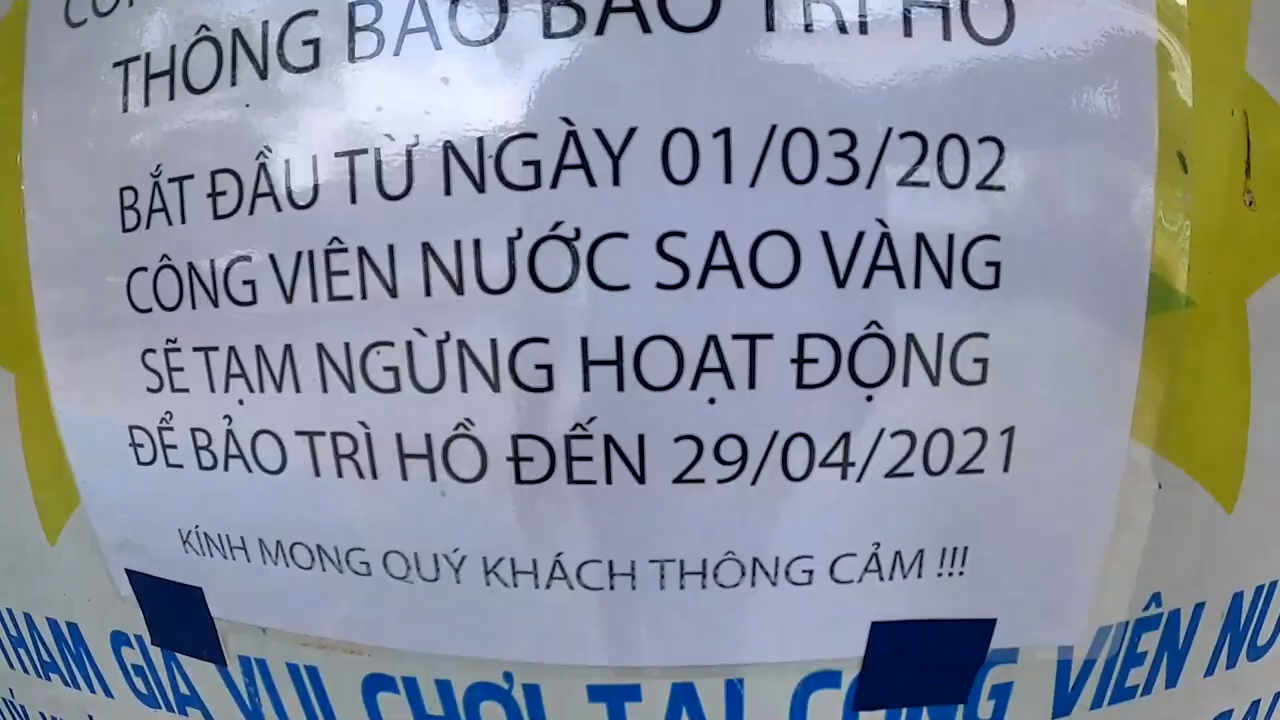 THÔNG BÁO BẢO TRÌ HỒ
BẮT ĐẦU TỪ NGÀY 01/03/202
CÔNG VIÊN NƯỚC SAO VÀNG
SẼ TẠM NGỪNG HOẠT ĐỘNG
ĐỂ BẢO TRÌ HỒ ĐẾN 29/04/2021
KÍNH MONG QUÝ KHÁCH THÔNG CẢM !!!
THAM GIA VUI CHƠI TẠI CÔNG VIÊN NƯ